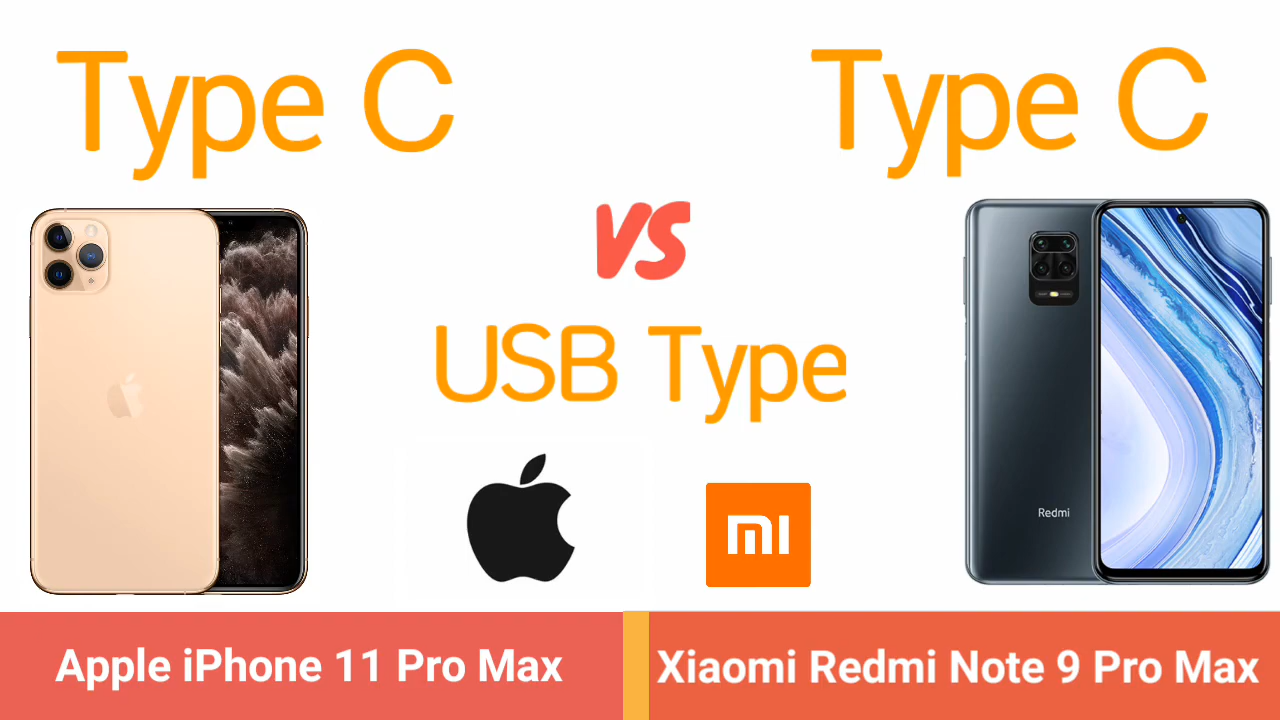 Type C
Type C
VS
USB Type
mi
Redmi
Apple iPhone 11 Pro Max
Xiaomi Redmi Note 9 Pro Max